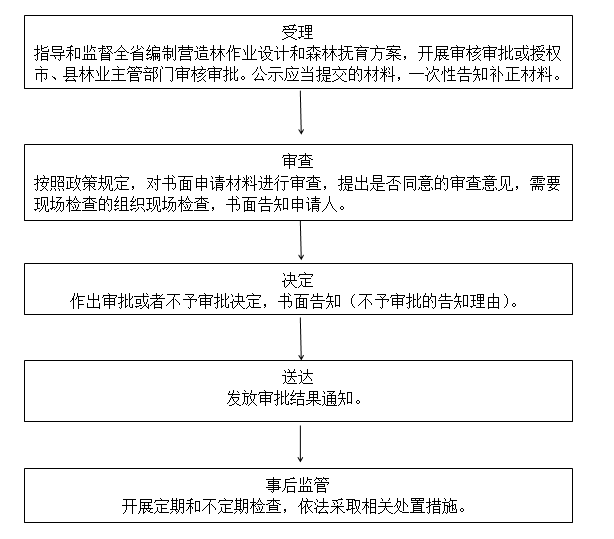 受理
指导和监督全省编制营造林作业设计和森林抚育方案，开展审核审批或授权
市、县林业主管部门审核审批。公示应当提交的材料，一次性告知补正材料。
审查
按照政策规定，对书面申请材料进行审查，提出是否同意的审查意见，需要
现场检查的组织现场检查，书面告知申请人。
决定
作出审批或者不予审批决定，书面告知（不予审批的告知理由）。
送达
发放审批结果通知。
事后监管
开展定期和不定期检查，依法采取相关处置措施。